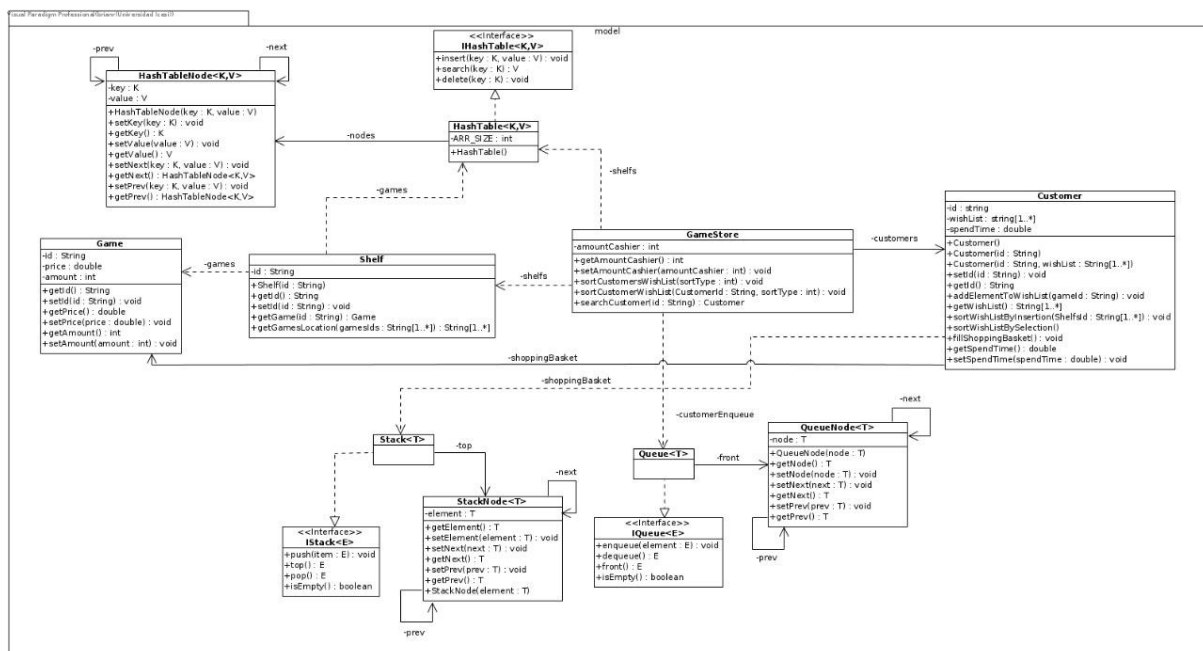 Visual Paradigm Professional(brian(Universidad Icesi))
model
-prev
-next
HashTableNode<K,V>
-key : K
-value : V
+HashTableNode(key : K, value : V)
+setKey(key : K) : void
+getKey() : K
+setValue(value : V) : void
+getValue() : V
+setNext(key : K, value : V) : void
+getNext() : HashTableNode<K,V>
+setPrev(key : K, value : V) : void
+getPrev() : HashTableNode<K,V>
<<Interface>>
IHashTable<K,V>
+insert(key : K, value : V) : void
+search(key : K) : V
+delete(key : K) : void
-nodes
HashTable<K,V>
-ARR_SIZE : int
+HashTable()
-games
-shelfs
Game
-id : String
-price : double
-amount : int
+getId() : String
+setId(id : String) : void
+getPrice() : double
+setPrice(price : double) : void
+getAmount() : int
+setAmount(amount : int) : void
-games
Shelf
-id : String
+Shelf(id : String)
+getId() : String
+setId(id : String) : void
+getGame(id : String) : Game
+getGamesLocation(gamesIds : String[1..*]) : String[1..*]
-shelfs
GameStore
-amountCashier : int
+getAmountCashier() : int
+setAmountCashier(amountCashier : int) : void
+sortCustomersWishList(sortType : int) : void
+sortCustomerWishList(CustomerId : String, sortType : int) : void
+searchCustomer(id : String) : Customer
-customers
Customer
-id : string
-wishList : string[1..*]
-spendTime : double
+Customer()
+Customer(id : String)
+Customer(id : String, wishList : String[1..*])
+setId(id : String) : void
+getId() : String
+addElementToWishList(gameId : String) : void
+getWishList() : String[1..*]
+sortWishListByInsertion(ShelfsId : String[1..*]) : void
+sortWishListBySelection()
+fillShoppingBasket() : void
+getSpendTime() : double
+setSpendTime(spendTime : double) : void
-shoppingBasket
-shoppingBasket
-customerEnqueue
Stack<T>
-top
<<Interface>>
IStack<E>
+push(item : E) : void
+top() : E
+pop() : E
+isEmpty() : boolean
-next
StackNode<T>
-element : T
+getElement() : T
+setElement(element : T) : void
+setNext(next : T) : void
+getNext() : T
+setPrev(prev : T) : void
+getPrev() : T
+StackNode(element : T)
-prev
Queue<T>
-front
<<Interface>>
IQueue<E>
+enqueue(element : E) : void
+dequeue() : E
+front() : E
+isEmpty() : boolean
-next
QueueNode<T>
-node : T
+QueueNode(node : T)
+getNode() : T
+setNode(node : T) : void
+setNext(next : T) : void
+getNext() : T
+setPrev(prev : T) : void
+getPrev() : T
-prev